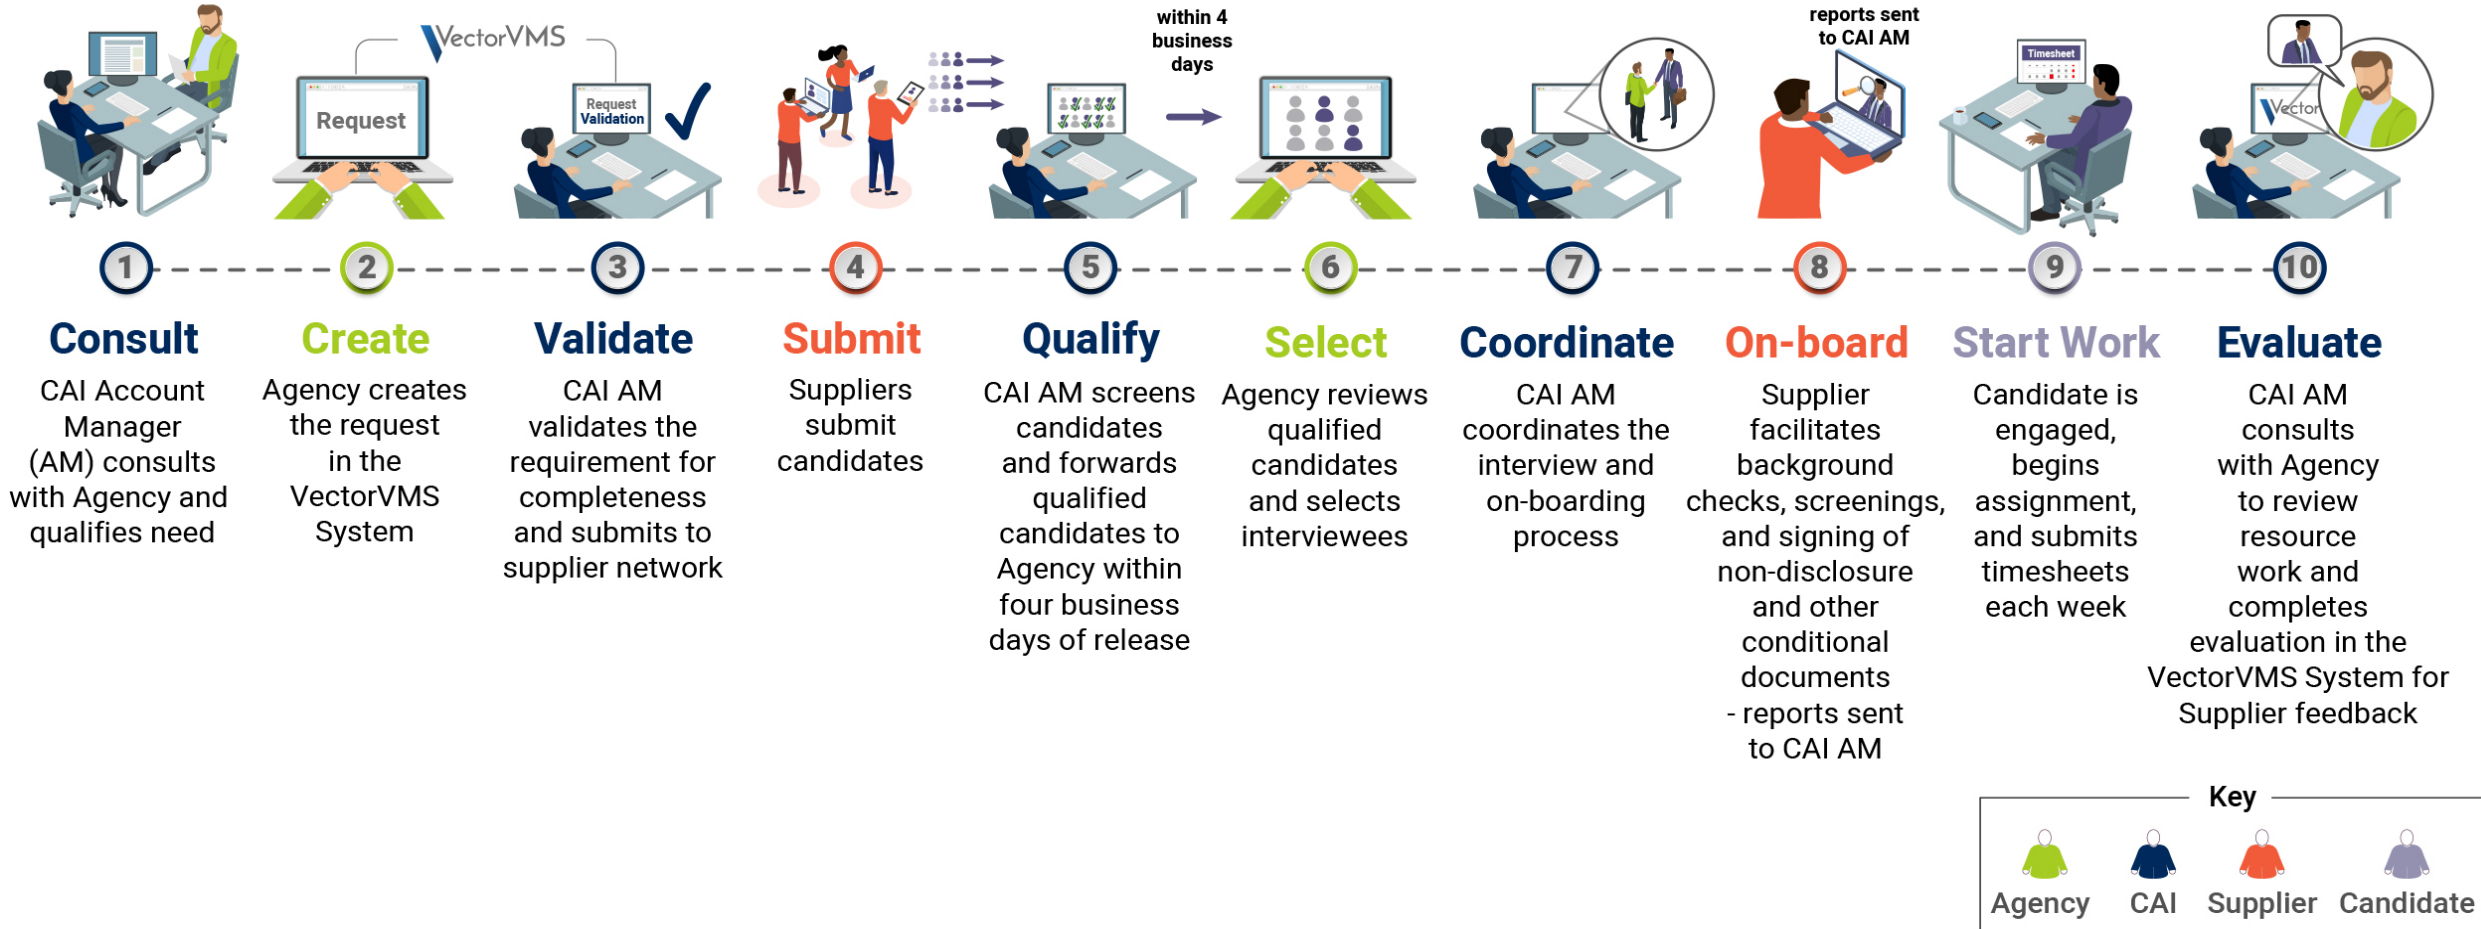 VectorVMS
Request
Request
Validation
within 4
business
days
reports sent
to CAI AM
Timesheet
Vector
1
2
3
4
5
6
7
8
9
10
Consult
CAI Account
Manager
(AM) consults
with Agency and
qualifies need
Create
Agency creates
the request
in the
VectorVMS
System
Validate
CAI AM
validates the
requirement for
completeness
and submits to
supplier network
Submit
Suppliers
submit
candidates
Qualify
CAI AM screens
candidates
and forwards
qualified
candidates to
Agency within
four business
days of release
Select
Agency reviews
qualified
candidates
and selects
interviewees
Coordinate
CAI AM
coordinates the
interview and
on-boarding
process
On-board
Supplier
facilitates
background
checks, screenings,
and signing of
non-disclosure
and other
conditional
documents
- reports sent
to CAI AM
Start Work
Candidate is
engaged,
begins
assignment,
and submits
timesheets
each week
Evaluate
CAI AM
consults
with Agency
to review
resource
work and
completes
evaluation in the
VectorVMS System for
Supplier feedback
Key
Agency
CAI
Supplier
Candidate